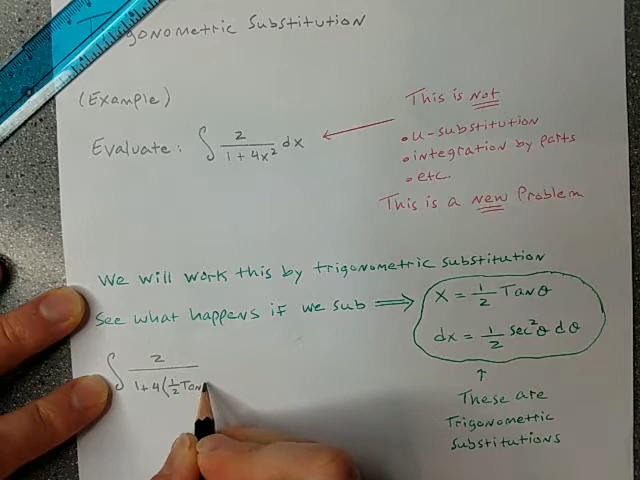 gonometric Substitution
(Example)
Evaluate: ∫ 2/(1 + 4x²) dx
This is not
• u-substitution
• integration by parts
• etc.
This is a new Problem
We will work this by trigonometric substitution
See what happens if we sub ⟹
x = 1/2 Tanθ
dx = 1/2 sec²θ dθ
∫ 2/(1 + 4(1/2 Tan
↑
These are
Trigonometric
substitutions